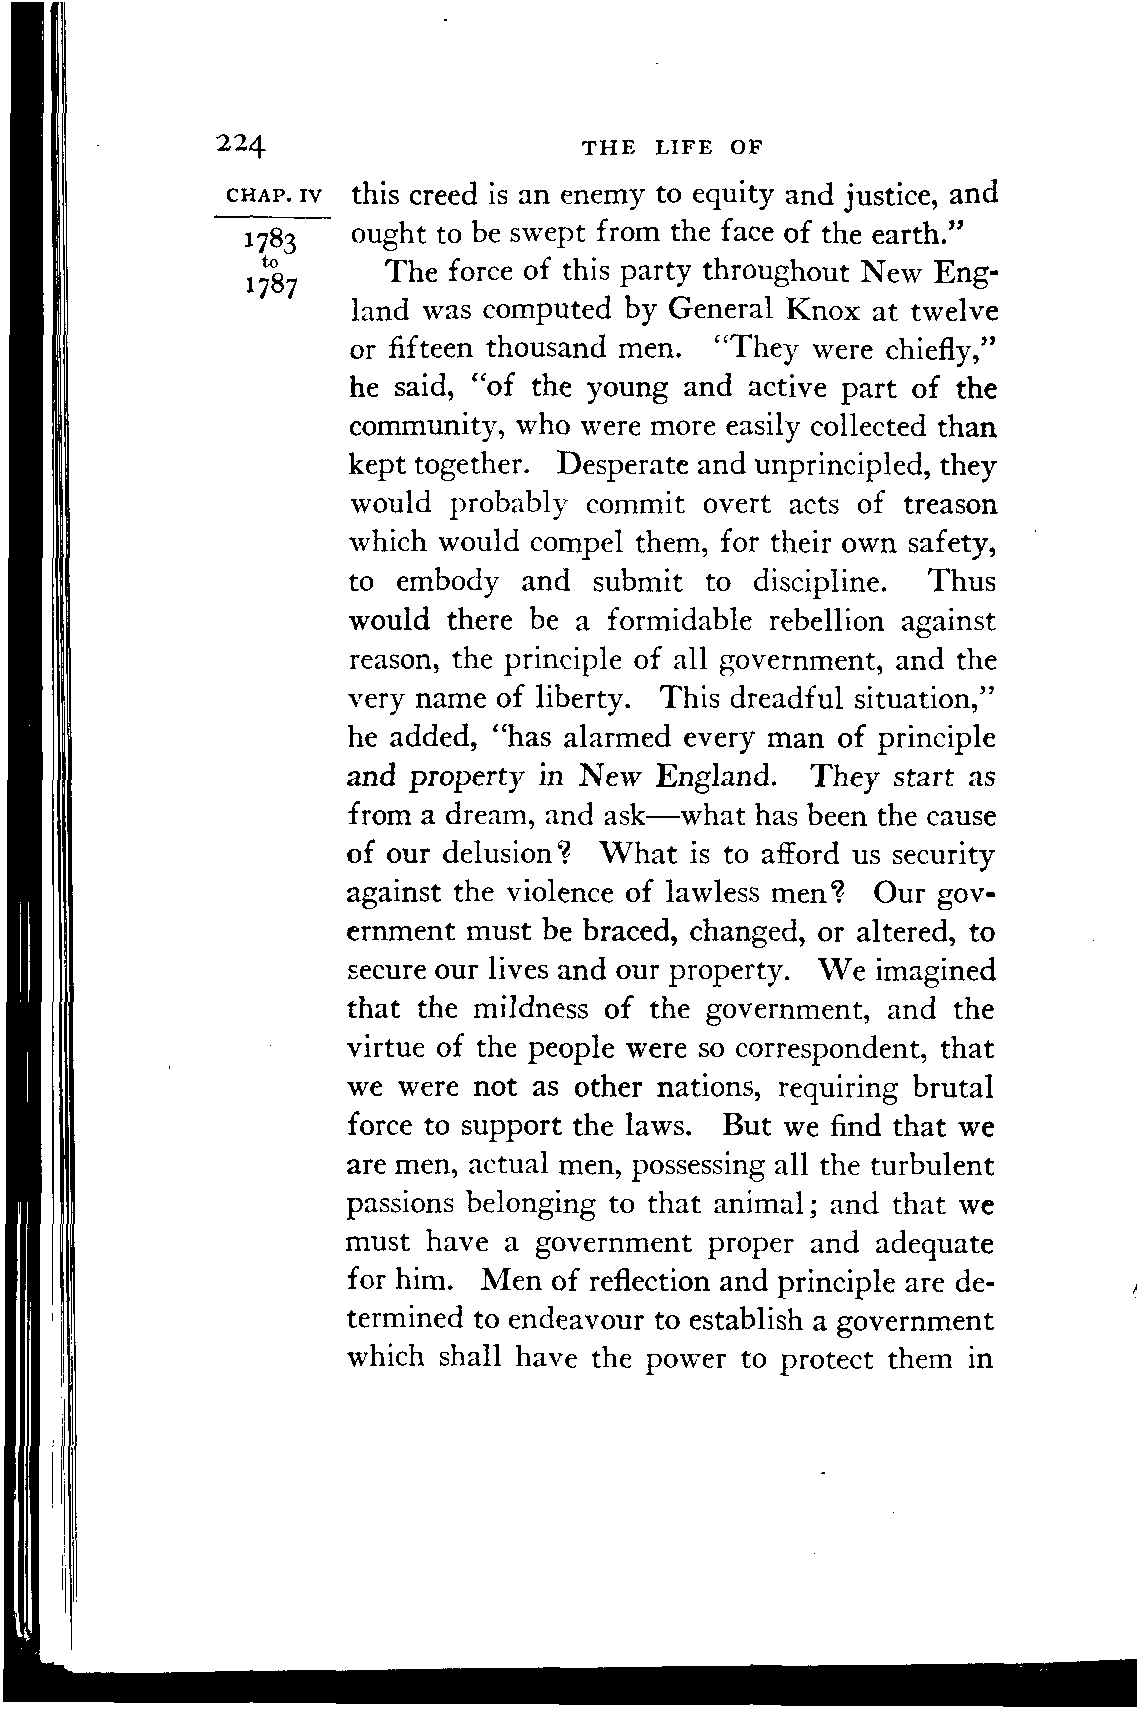 224 THE LIFE OF
CHAP. IV
1783
to
1787
this creed is an enemy to equity and justice, and
ought to be swept from the face of the earth."
The force of this party throughout New Eng-
land was computed by General Knox at twelve
or fifteen thousand men. "They were chiefly,"
he said, "of the young and active part of the
community, who were more easily collected than
kept together. Desperate and unprincipled, they
would probably commit overt acts of treason
which would compel them, for their own safety,
to embody and submit to discipline. Thus
would there be a formidable rebellion against
reason, the principle of all government, and the
very name of liberty. This dreadful situation,"
he added, "has alarmed every man of principle
and property in New England. They start as
from a dream, and ask—what has been the cause
of our delusion? What is to afford us security
against the violence of lawless men? Our gov-
ernment must be braced, changed, or altered, to
secure our lives and our property. We imagined
that the mildness of the government, and the
virtue of the people were so correspondent, that
we were not as other nations, requiring brutal
force to support the laws. But we find that we
are men, actual men, possessing all the turbulent
passions belonging to that animal; and that we
must have a government proper and adequate
for him. Men of reflection and principle are de-
termined to endeavour to establish a government
which shall have the power to protect them in